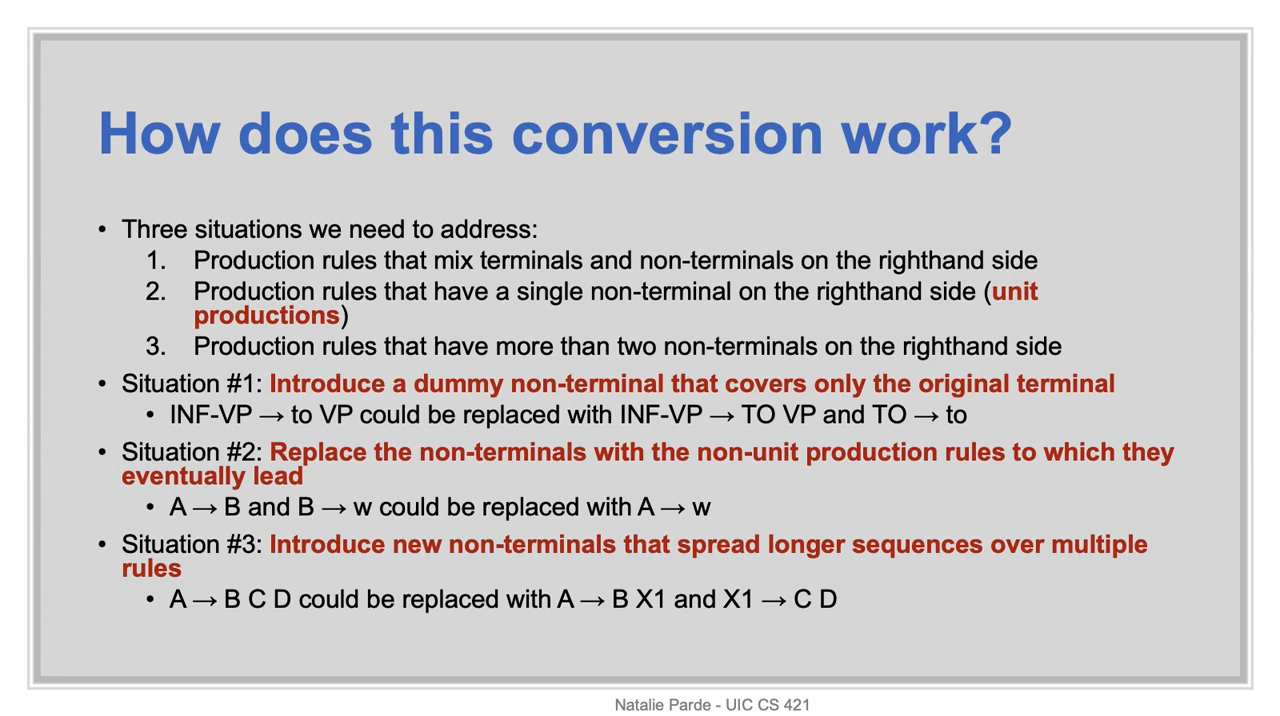 How does this conversion work?
• Three situations we need to address:
1. Production rules that mix terminals and non-terminals on the righthand side
2. Production rules that have a single non-terminal on the righthand side (unit
productions)
3. Production rules that have more than two non-terminals on the righthand side
• Situation #1: Introduce a dummy non-terminal that covers only the original terminal
• INF-VP → to VP could be replaced with INF-VP → TO VP and TO → to
• Situation #2: Replace the non-terminals with the non-unit production rules to which they
eventually lead
• A → B and B → w could be replaced with A → w
• Situation #3: Introduce new non-terminals that spread longer sequences over multiple
rules
• A → B C D could be replaced with A → B X1 and X1 → C D
Natalie Parde - UIC CS 421